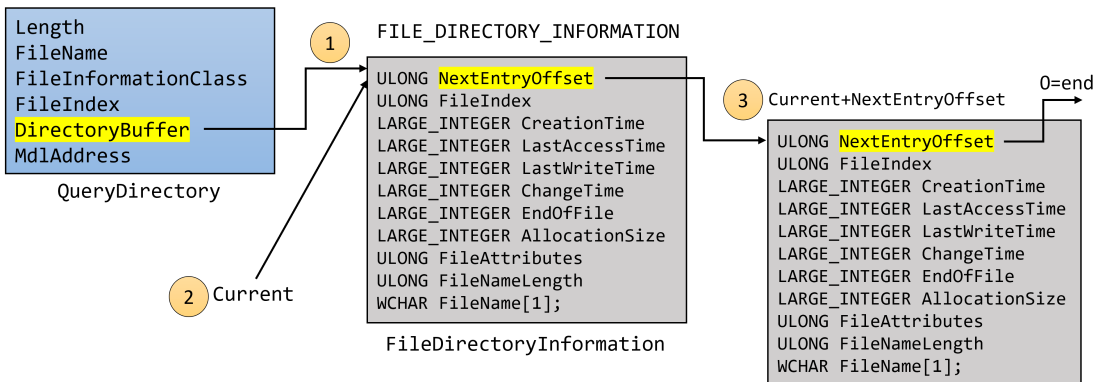 Length
FileName
FileInformationClass
FileIndex
DirectoryBuffer
MdlAddress
QueryDirectory
1
2
Current
FILE_DIRECTORY_INFORMATION
ULONG NextEntryOffset
ULONG FileIndex
LARGE_INTEGER CreationTime
LARGE_INTEGER LastAccessTime
LARGE_INTEGER LastWriteTime
LARGE_INTEGER ChangeTime
LARGE_INTEGER EndOfFile
LARGE_INTEGER AllocationSize
ULONG FileAttributes
ULONG FileNameLength
WCHAR FileName[1];
FileDirectoryInformation
3
Current+NextEntryOffset
0=end
ULONG NextEntryOffset
ULONG FileIndex
LARGE_INTEGER CreationTime
LARGE_INTEGER LastAccessTime
LARGE_INTEGER LastWriteTime
LARGE_INTEGER ChangeTime
LARGE_INTEGER EndOfFile
LARGE_INTEGER AllocationSize
ULONG FileAttributes
ULONG FileNameLength
WCHAR FileName[1];